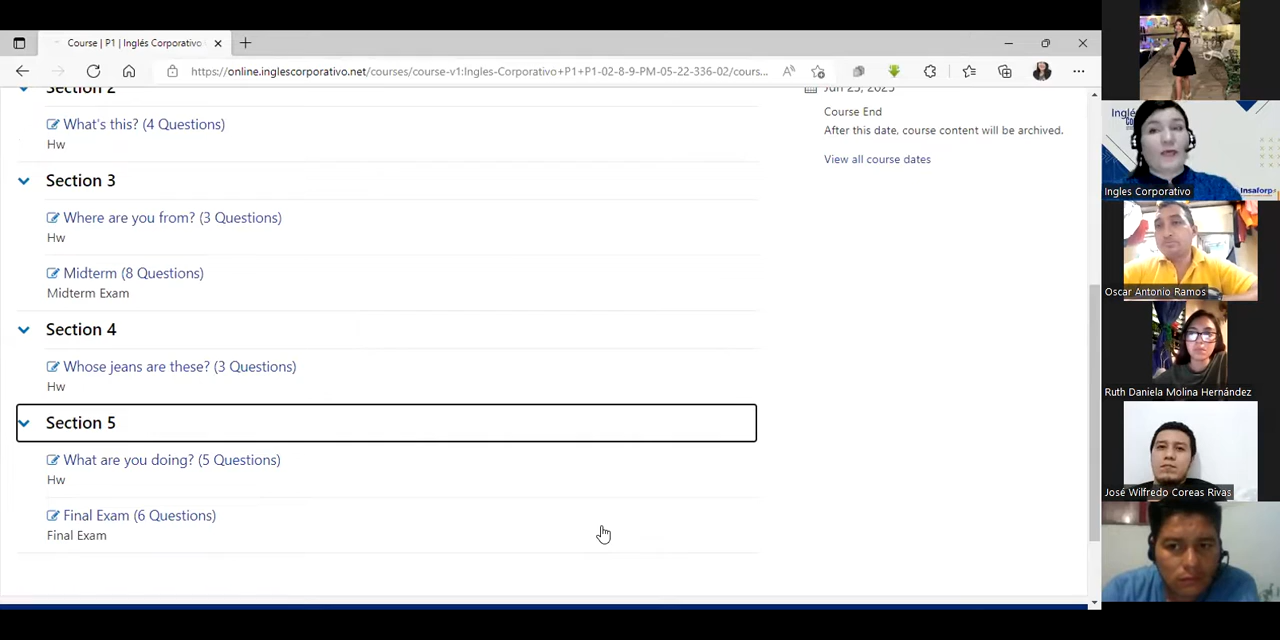 Course | P1 | Inglés Corporativo
https://online.inglescorporativo.net/courses/course-v1:Ingles-Corporativo+P1+P1-02-8-9-PM-05-22-336-02/cours...
Section 2
What's this? (4 Questions)
Hw
Section 3
Where are you from? (3 Questions)
Hw
Midterm (8 Questions)
Midterm Exam
Section 4
Whose jeans are these? (3 Questions)
Hw
Section 5
What are you doing? (5 Questions)
Hw
Final Exam (6 Questions)
Final Exam
Jun 25, 2023
Course End
After this date, course content will be archived.
View all course dates
Ingles Corporativo
Insaforp
Oscar Antonio Ramos
Ruth Daniela Molina Hernández
José Wilfredo Coreas Rivas